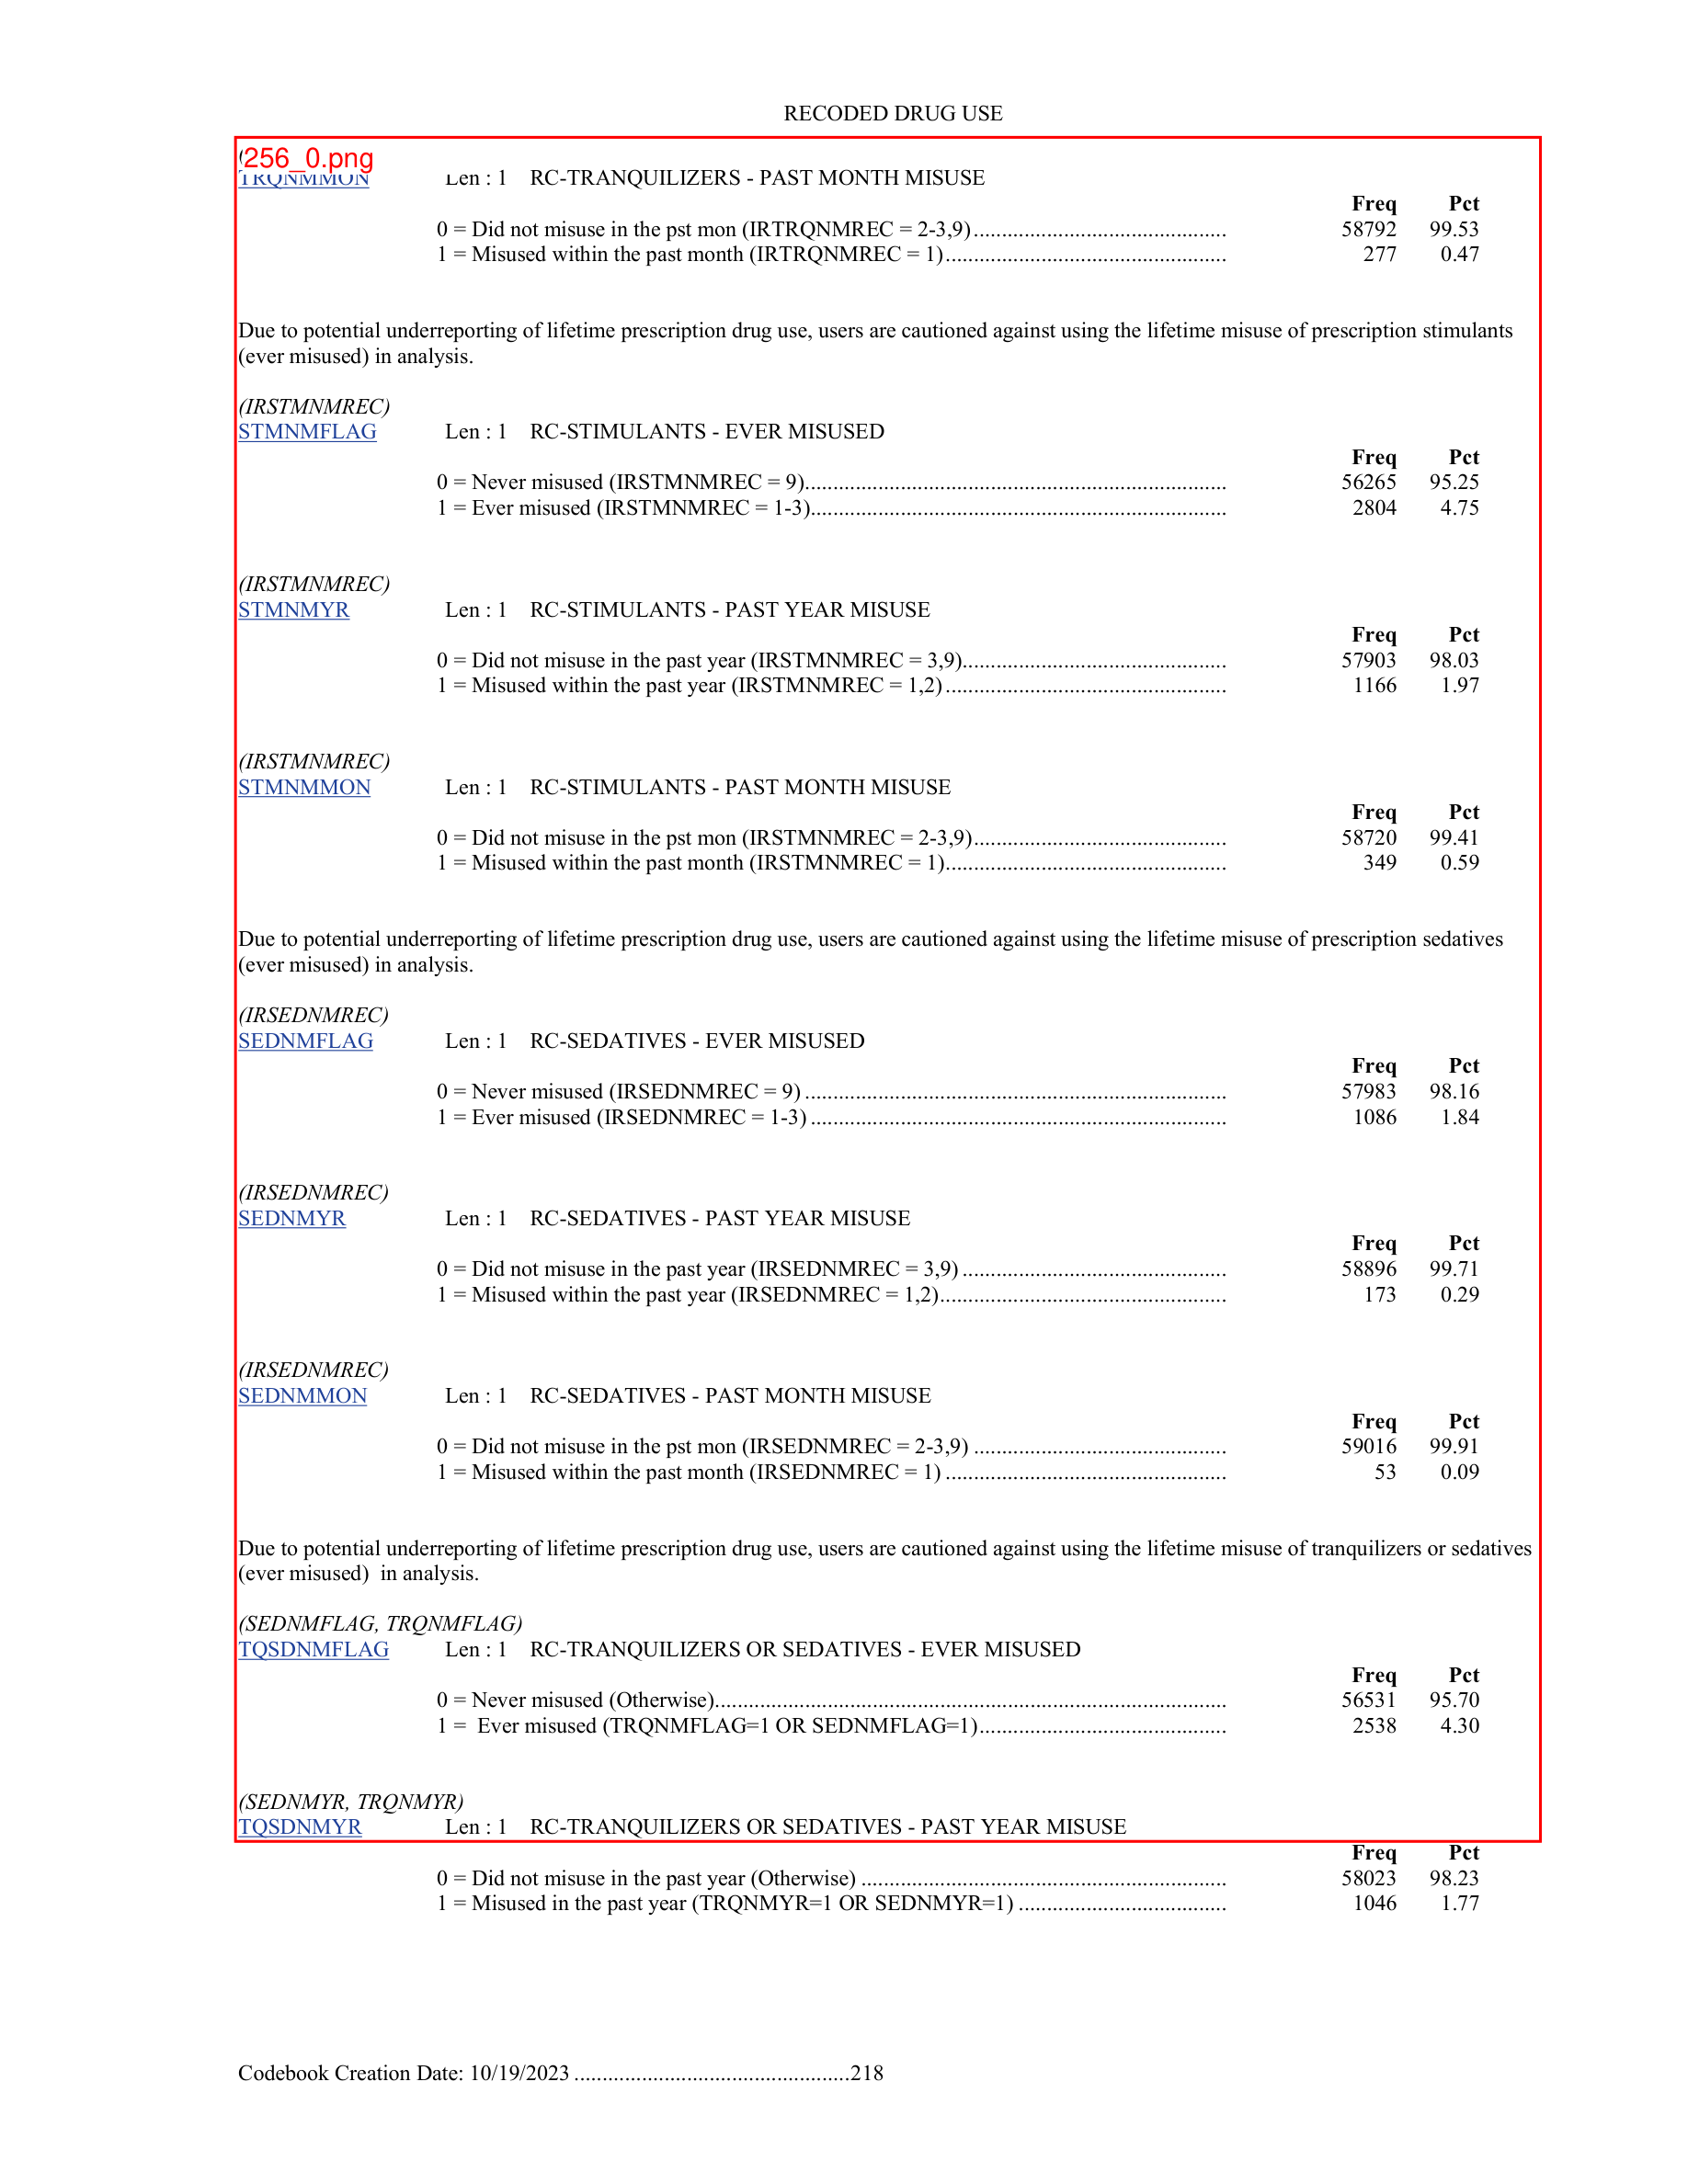 RECODED DRUG USE
256_0.png
TRQNMMON Len : 1 RC-TRANQUILIZERS - PAST MONTH MISUSE
Freq Pct
0 = Did not misuse in the pst mon (IRTRQNMREC = 2-3,9)............................................. 58792 99.53
1 = Misused within the past month (IRTRQNMREC = 1).................................................. 277 0.47
Due to potential underreporting of lifetime prescription drug use, users are cautioned against using the lifetime misuse of prescription stimulants
(ever misused) in analysis.
(IRSTMNMREC)
STMNMFLAG Len : 1 RC-STIMULANTS - EVER MISUSED
Freq Pct
0 = Never misused (IRSTMNMREC = 9)........................................................................... 56265 95.25
1 = Ever misused (IRSTMNMREC = 1-3).......................................................................... 2804 4.75
(IRSTMNMREC)
STMNMYR Len : 1 RC-STIMULANTS - PAST YEAR MISUSE
Freq Pct
0 = Did not misuse in the past year (IRSTMNMREC = 3,9)............................................... 57903 98.03
1 = Misused within the past year (IRSTMNMREC = 1,2).................................................. 1166 1.97
(IRSTMNMREC)
STMNMMON Len : 1 RC-STIMULANTS - PAST MONTH MISUSE
Freq Pct
0 = Did not misuse in the pst mon (IRSTMNMREC = 2-3,9)............................................. 58720 99.41
1 = Misused within the past month (IRSTMNMREC = 1).................................................. 349 0.59
Due to potential underreporting of lifetime prescription drug use, users are cautioned against using the lifetime misuse of prescription sedatives
(ever misused) in analysis.
(IRSEDNMREC)
SEDNMFLAG Len : 1 RC-SEDATIVES - EVER MISUSED
Freq Pct
0 = Never misused (IRSEDNMREC = 9) ........................................................................... 57983 98.16
1 = Ever misused (IRSEDNMREC = 1-3) .......................................................................... 1086 1.84
(IRSEDNMREC)
SEDNMYR Len : 1 RC-SEDATIVES - PAST YEAR MISUSE
Freq Pct
0 = Did not misuse in the past year (IRSEDNMREC = 3,9) ............................................... 58896 99.71
1 = Misused within the past year (IRSEDNMREC = 1,2)................................................... 173 0.29
(IRSEDNMREC)
SEDNMMON Len : 1 RC-SEDATIVES - PAST MONTH MISUSE
Freq Pct
0 = Did not misuse in the pst mon (IRSEDNMREC = 2-3,9) ............................................. 59016 99.91
1 = Misused within the past month (IRSEDNMREC = 1) .................................................. 53 0.09
Due to potential underreporting of lifetime prescription drug use, users are cautioned against using the lifetime misuse of tranquilizers or sedatives
(ever misused)  in analysis.
(SEDNMFLAG, TRQNMFLAG)
TQSDNMFLAG Len : 1 RC-TRANQUILIZERS OR SEDATIVES - EVER MISUSED
Freq Pct
0 = Never misused (Otherwise)........................................................................................... 56531 95.70
1 =  Ever misused (TRQNMFLAG=1 OR SEDNMFLAG=1)............................................ 2538 4.30
(SEDNMYR, TRQNMYR)
TQSDNMYR Len : 1 RC-TRANQUILIZERS OR SEDATIVES - PAST YEAR MISUSE
Freq Pct
0 = Did not misuse in the past year (Otherwise) ................................................................. 58023 98.23
1 = Misused in the past year (TRQNMYR=1 OR SEDNMYR=1) ..................................... 1046 1.77
Codebook Creation Date: 10/19/2023 .................................................218